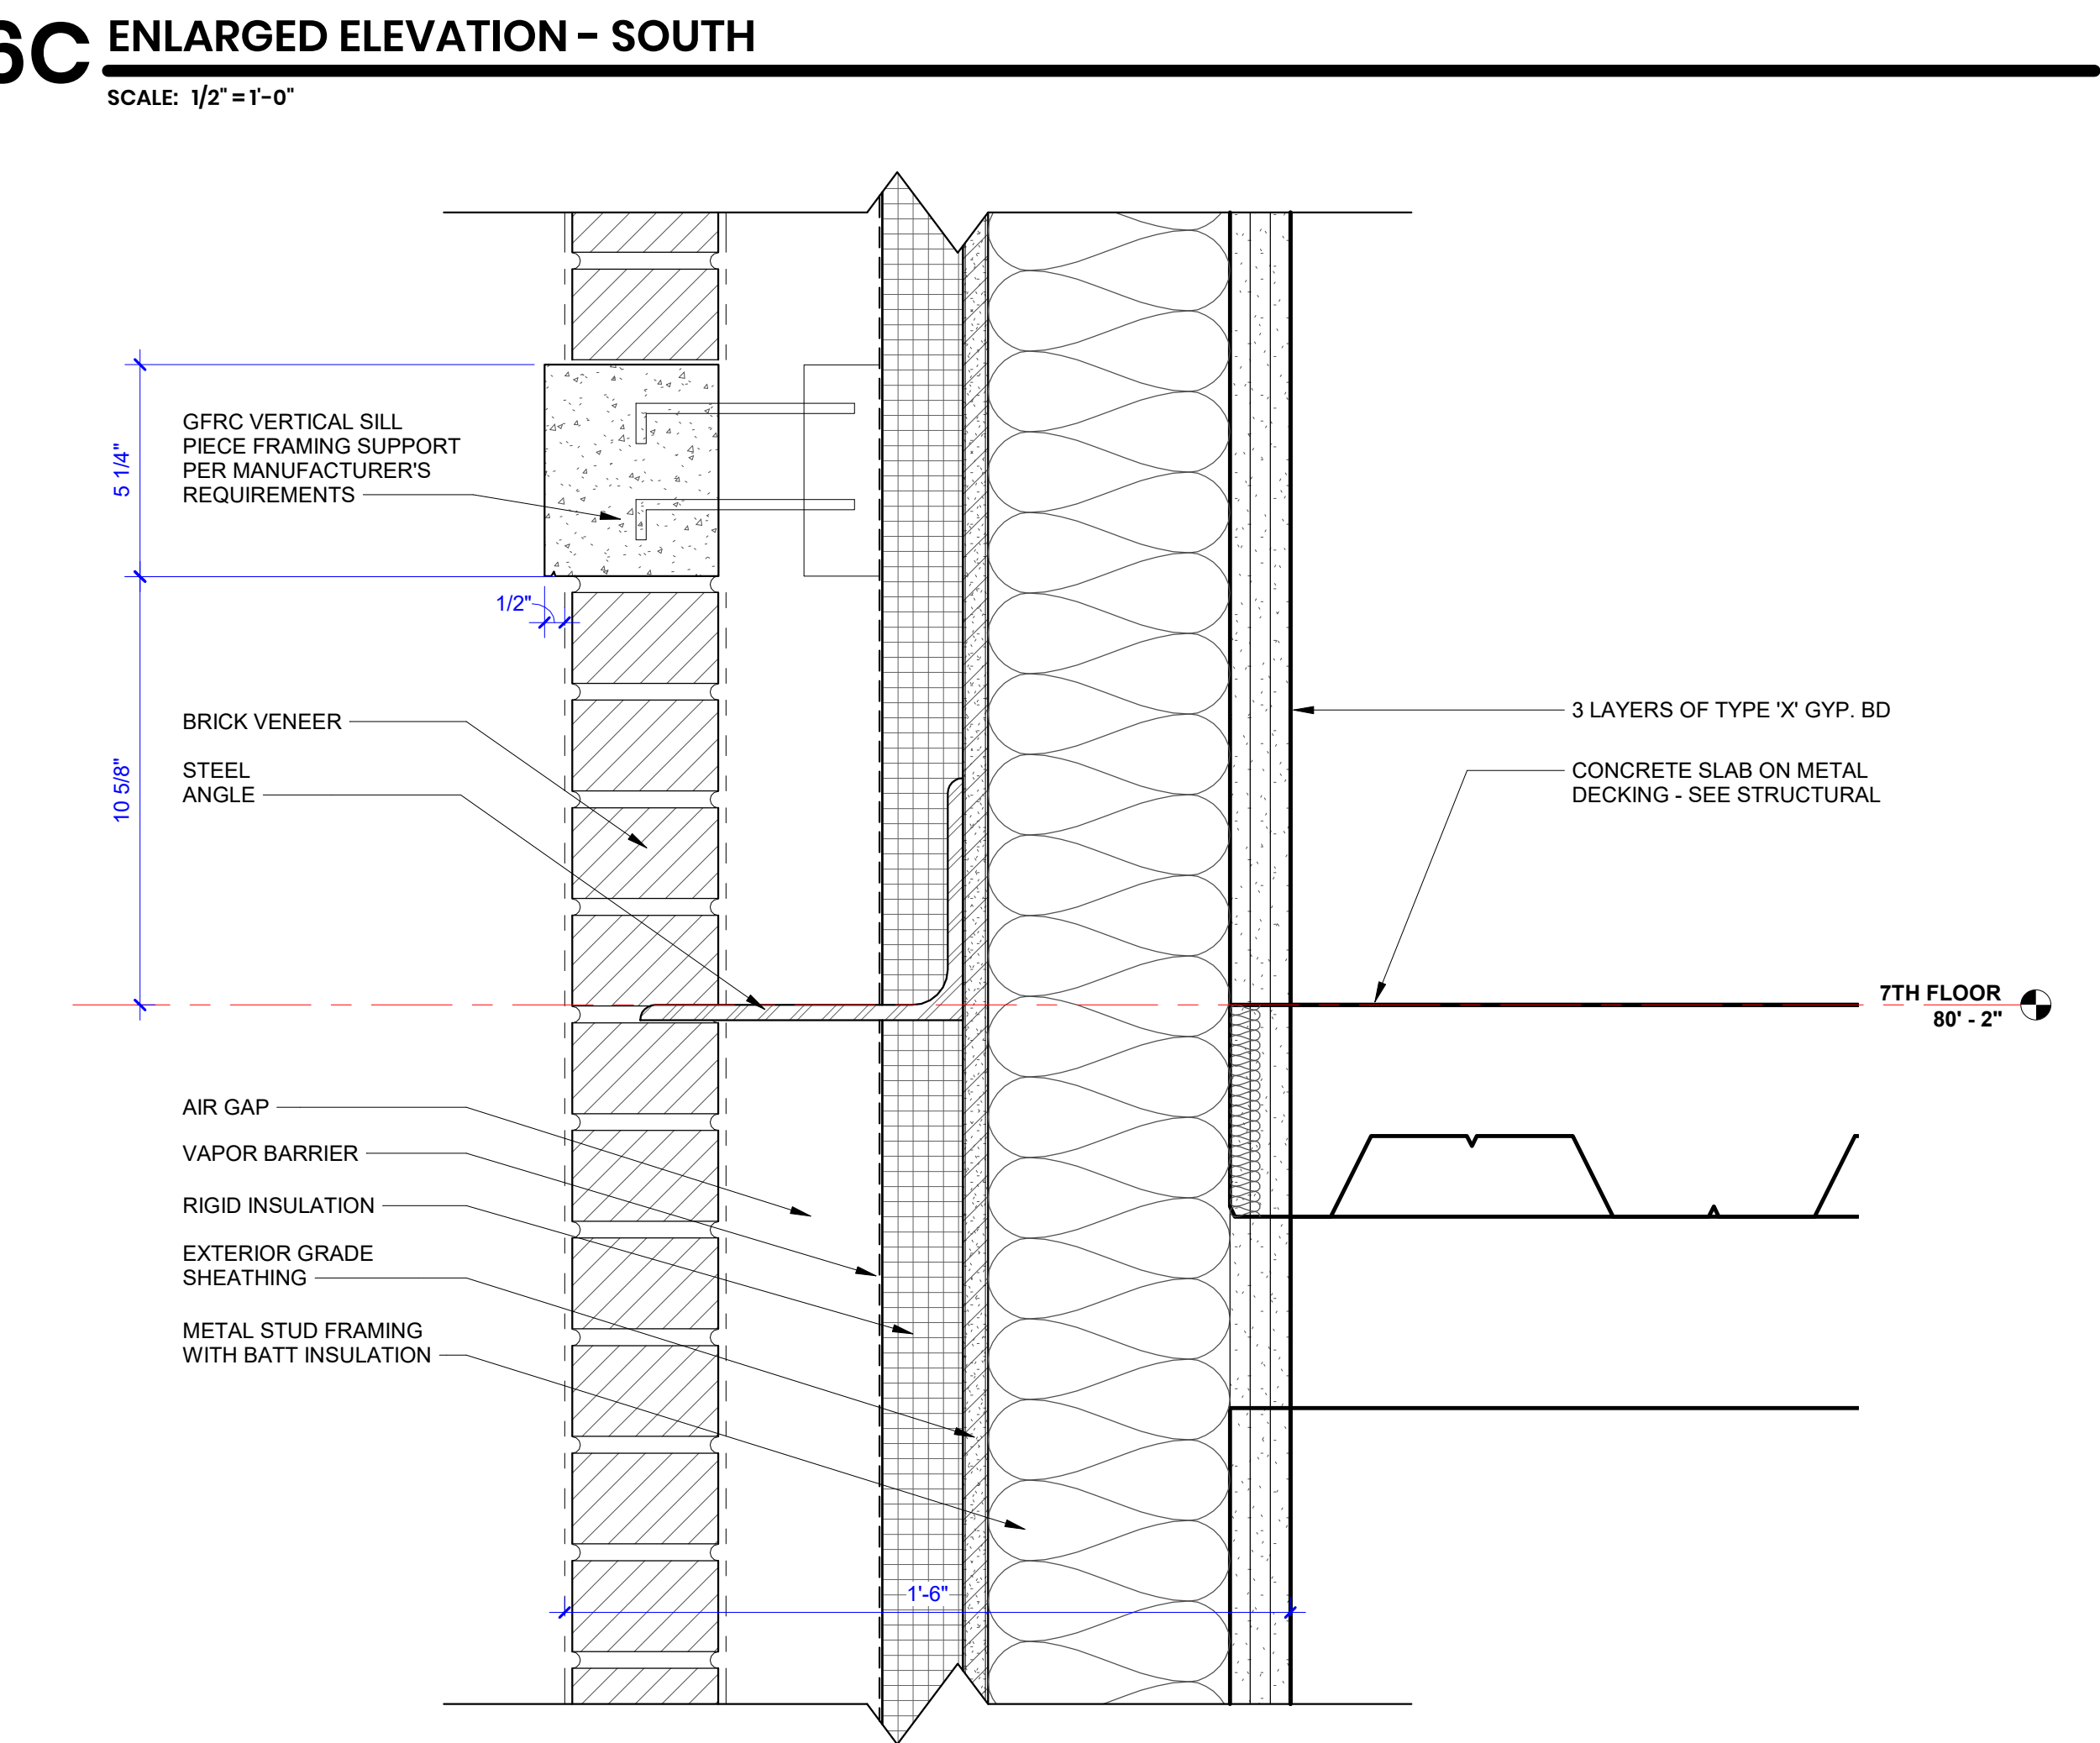 6C ENLARGED ELEVATION - SOUTH
SCALE: 1/2" = 1'-0"
GFRC VERTICAL SILL
PIECE FRAMING SUPPORT
PER MANUFACTURER'S
REQUIREMENTS
5 1/4"
1/2"
BRICK VENEER
STEEL
ANGLE
10 5/8"
3 LAYERS OF TYPE 'X' GYP. BD
CONCRETE SLAB ON METAL
DECKING - SEE STRUCTURAL
7TH FLOOR
80' - 2"
AIR GAP
VAPOR BARRIER
RIGID INSULATION
EXTERIOR GRADE
SHEATHING
METAL STUD FRAMING
WITH BATT INSULATION
1'-6"